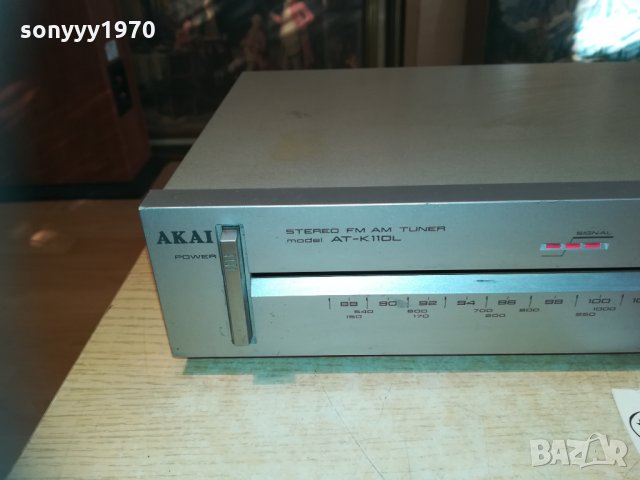 sonyyy1970
AKAI
POWER
STEREO FM AM TUNER
model AT-K110L
SIGNAL
88 90 92 94 96 98 100
540 600 700 800 1000
150 170 200 250
BAZAR